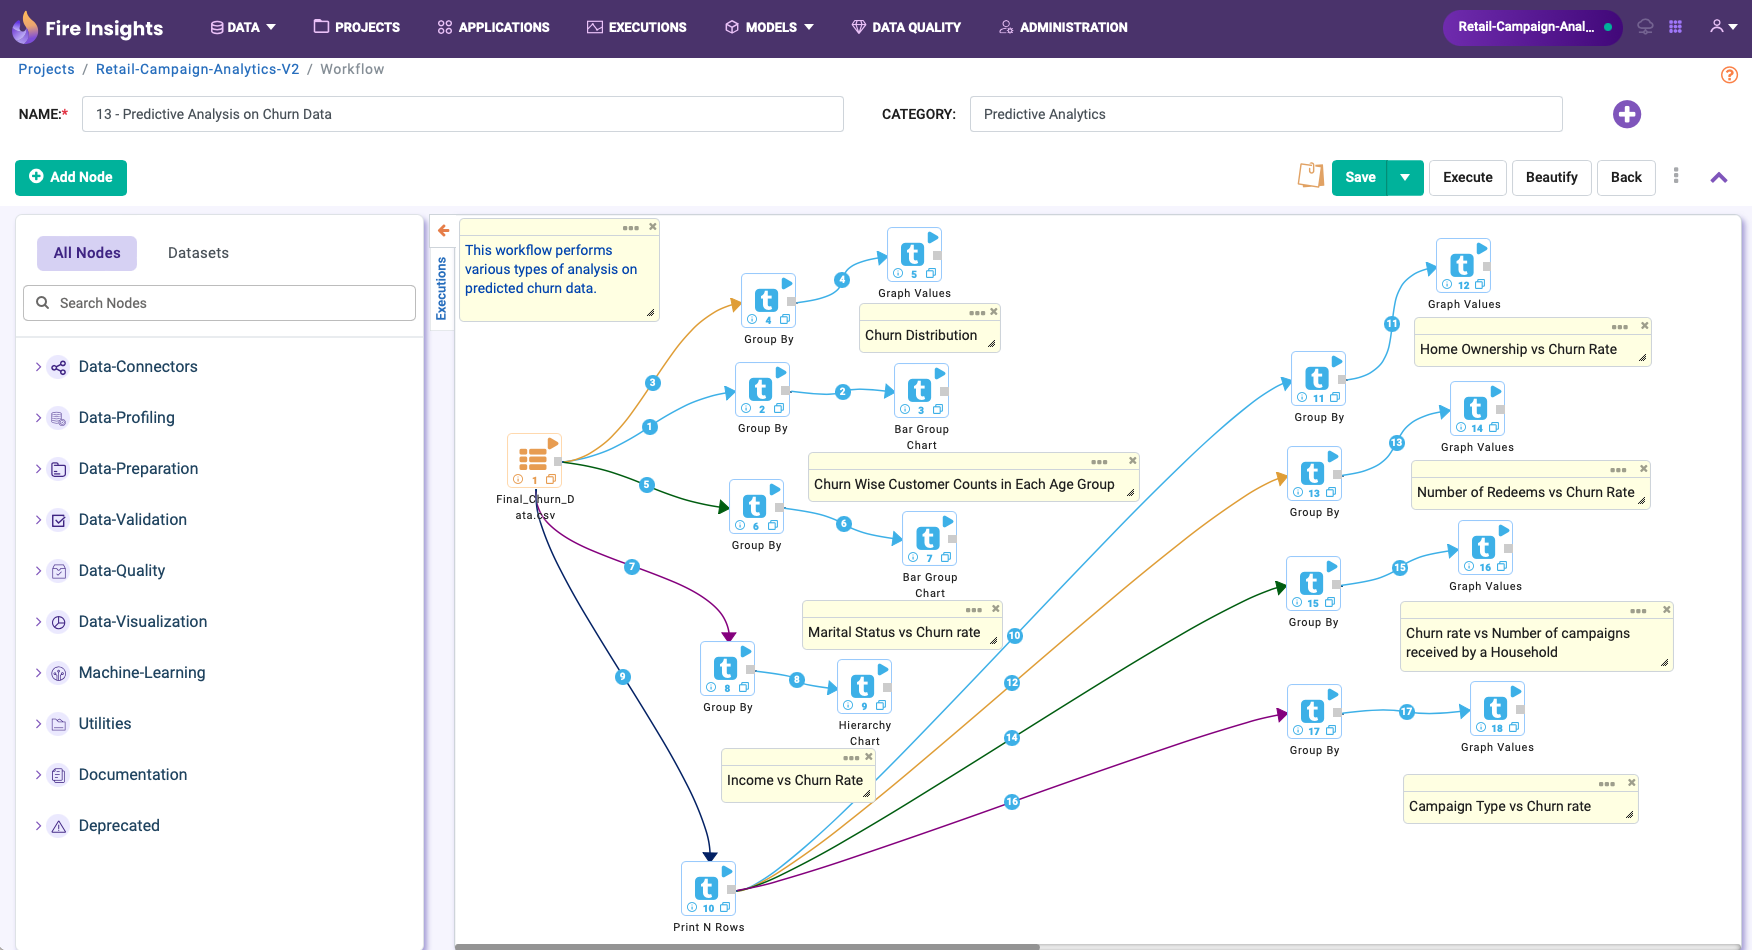 Fire Insights
DATA
PROJECTS
APPLICATIONS
EXECUTIONS
MODELS
DATA QUALITY
ADMINISTRATION
Retail-Campaign-Anal...
Projects / Retail-Campaign-Analytics-V2 / Workflow
NAME:*
13 - Predictive Analysis on Churn Data
CATEGORY:
Predictive Analytics
Add Node
Save
Execute
Beautify
Back
All Nodes
Datasets
Search Nodes
Data-Connectors
Data-Profiling
Data-Preparation
Data-Validation
Data-Quality
Data-Visualization
Machine-Learning
Utilities
Documentation
Deprecated
Executions
This workflow performs
various types of analysis on
predicted churn data.
1
Final_Churn_D
ata.csv
3
1
5
7
9
4
Group By
4
5
Graph Values
Churn Distribution
2
Group By
2
3
Bar Group
Chart
Churn Wise Customer Counts in Each Age Group
6
Group By
6
7
Bar Group
Chart
Marital Status vs Churn rate
8
Group By
8
9
Hierarchy
Chart
Income vs Churn Rate
10
Print N Rows
10
12
14
16
11
Group By
11
12
Graph Values
Home Ownership vs Churn Rate
13
Group By
13
14
Graph Values
Number of Redeems vs Churn Rate
15
Group By
15
16
Graph Values
Churn rate vs Number of campaigns
received by a Household
17
Group By
17
18
Graph Values
Campaign Type vs Churn rate